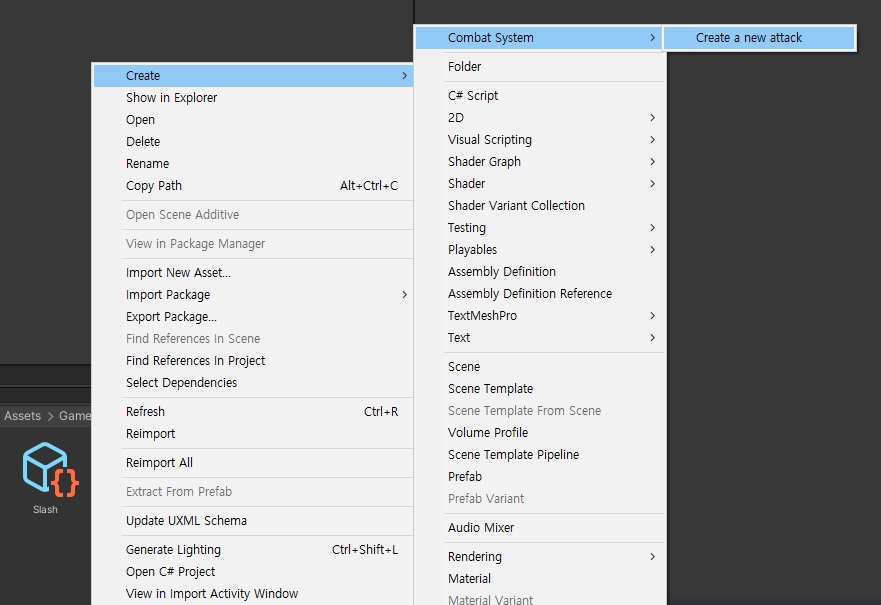 Create
Show in Explorer
Open
Delete
Rename
Copy Path Alt+Ctrl+C
Open Scene Additive
View in Package Manager
Import New Asset...
Import Package
Export Package...
Find References In Scene
Find References In Project
Select Dependencies
Refresh Ctrl+R
Reimport
Reimport All
Extract From Prefab
Update UXML Schema
Generate Lighting Ctrl+Shift+L
Open C# Project
View in Import Activity Window
Combat System
Folder
C# Script
2D
Visual Scripting
Shader Graph
Shader
Shader Variant Collection
Testing
Playables
Assembly Definition
Assembly Definition Reference
TextMeshPro
Text
Scene
Scene Template
Scene Template From Scene
Volume Profile
Scene Template Pipeline
Prefab
Prefab Variant
Audio Mixer
Rendering
Material
Material Variant
Create a new attack
Assets > Game
Slash